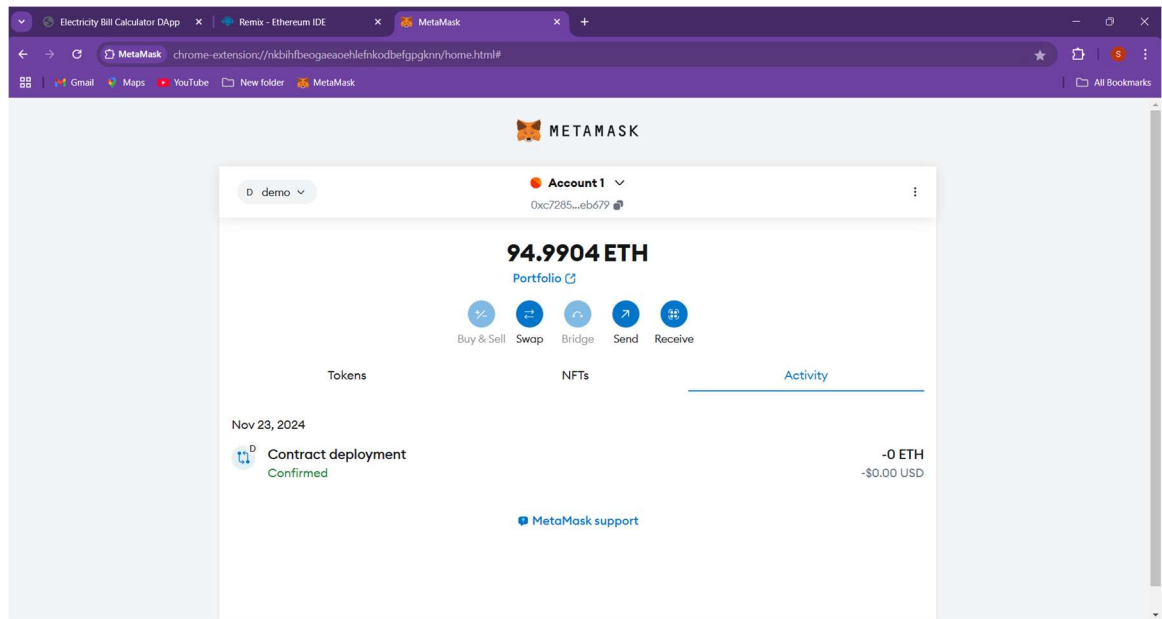 Electricity Bill Calculator DApp
Remix - Ethereum IDE
MetaMask
MetaMask chrome-extension://nkbihfbeogaeaoehlefnkodbefgpgknn/home.html#
S
Gmail Maps YouTube New folder MetaMask All Bookmarks
METAMASK
D demo
Account 1
0xc7285...eb679
94.9904 ETH
Portfolio
Buy & Sell Swap Bridge Send Receive
Tokens NFTs Activity
Nov 23, 2024
D
Contract deployment -0 ETH
Confirmed -$0.00 USD
MetaMask support